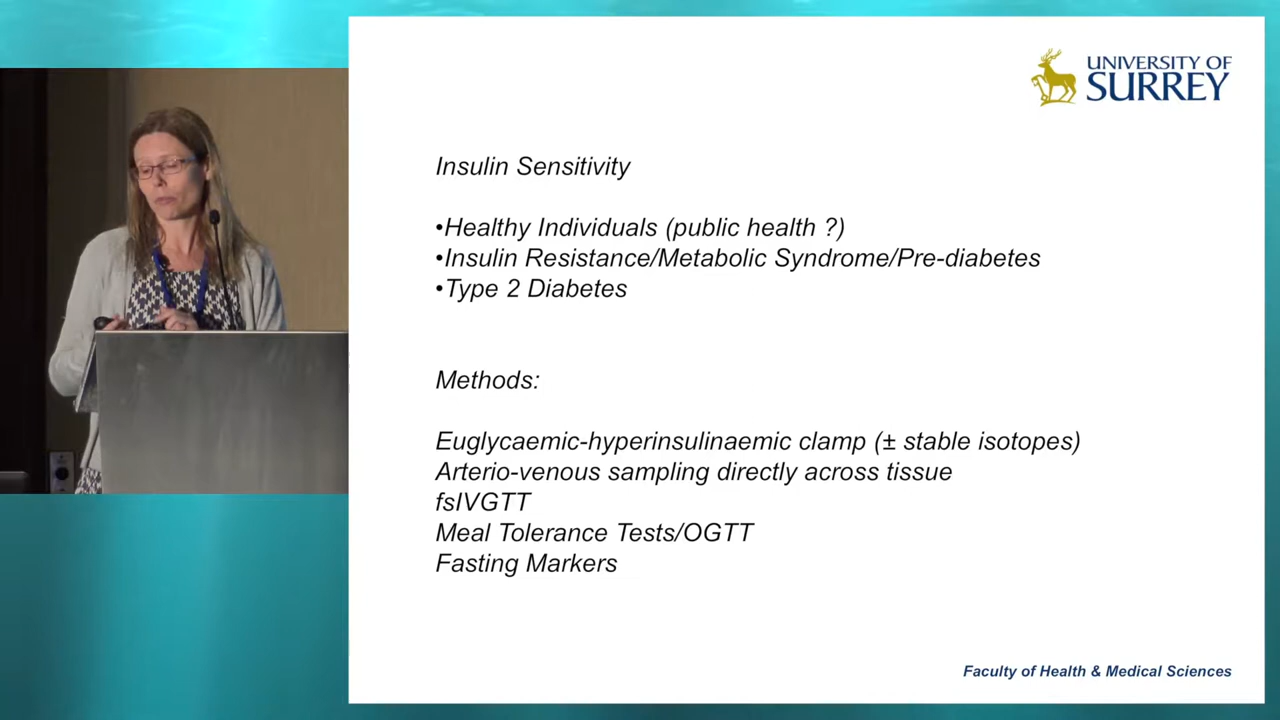 UNIVERSITY OF
SURREY
Insulin Sensitivity
•Healthy Individuals (public health ?)
•Insulin Resistance/Metabolic Syndrome/Pre-diabetes
•Type 2 Diabetes
Methods:
Euglycaemic-hyperinsulinaemic clamp (± stable isotopes)
Arterio-venous sampling directly across tissue
fsIVGTT
Meal Tolerance Tests/OGTT
Fasting Markers
Faculty of Health & Medical Sciences